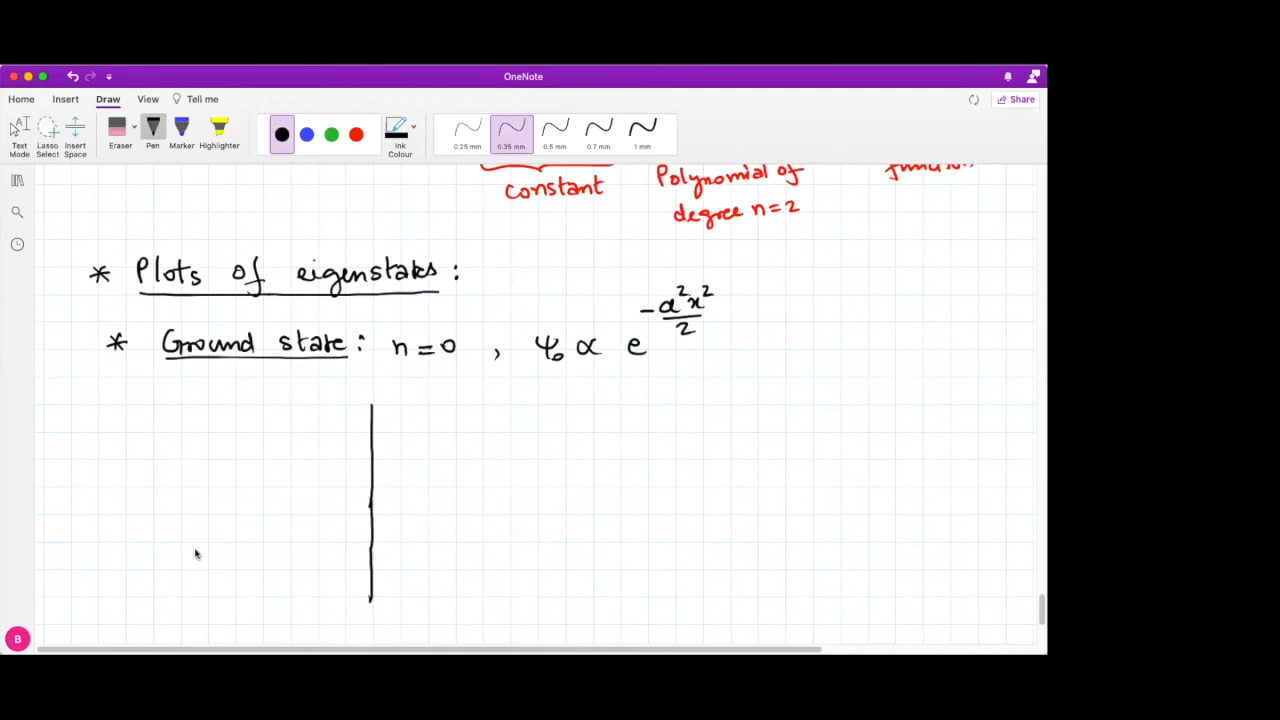 OneNote
Home Insert Draw View Tell me Share
Text Mode Lasso Select Insert Space Eraser Pen Marker Highlighter Ink Colour 0.25 mm 0.35 mm 0.5 mm 0.7 mm 1 mm
constant Polynomial of
degree n=2
* Plots of eigenstates :
* Ground state : n = 0 , ψ₀ ∝ e^(-a²x²/2)
B